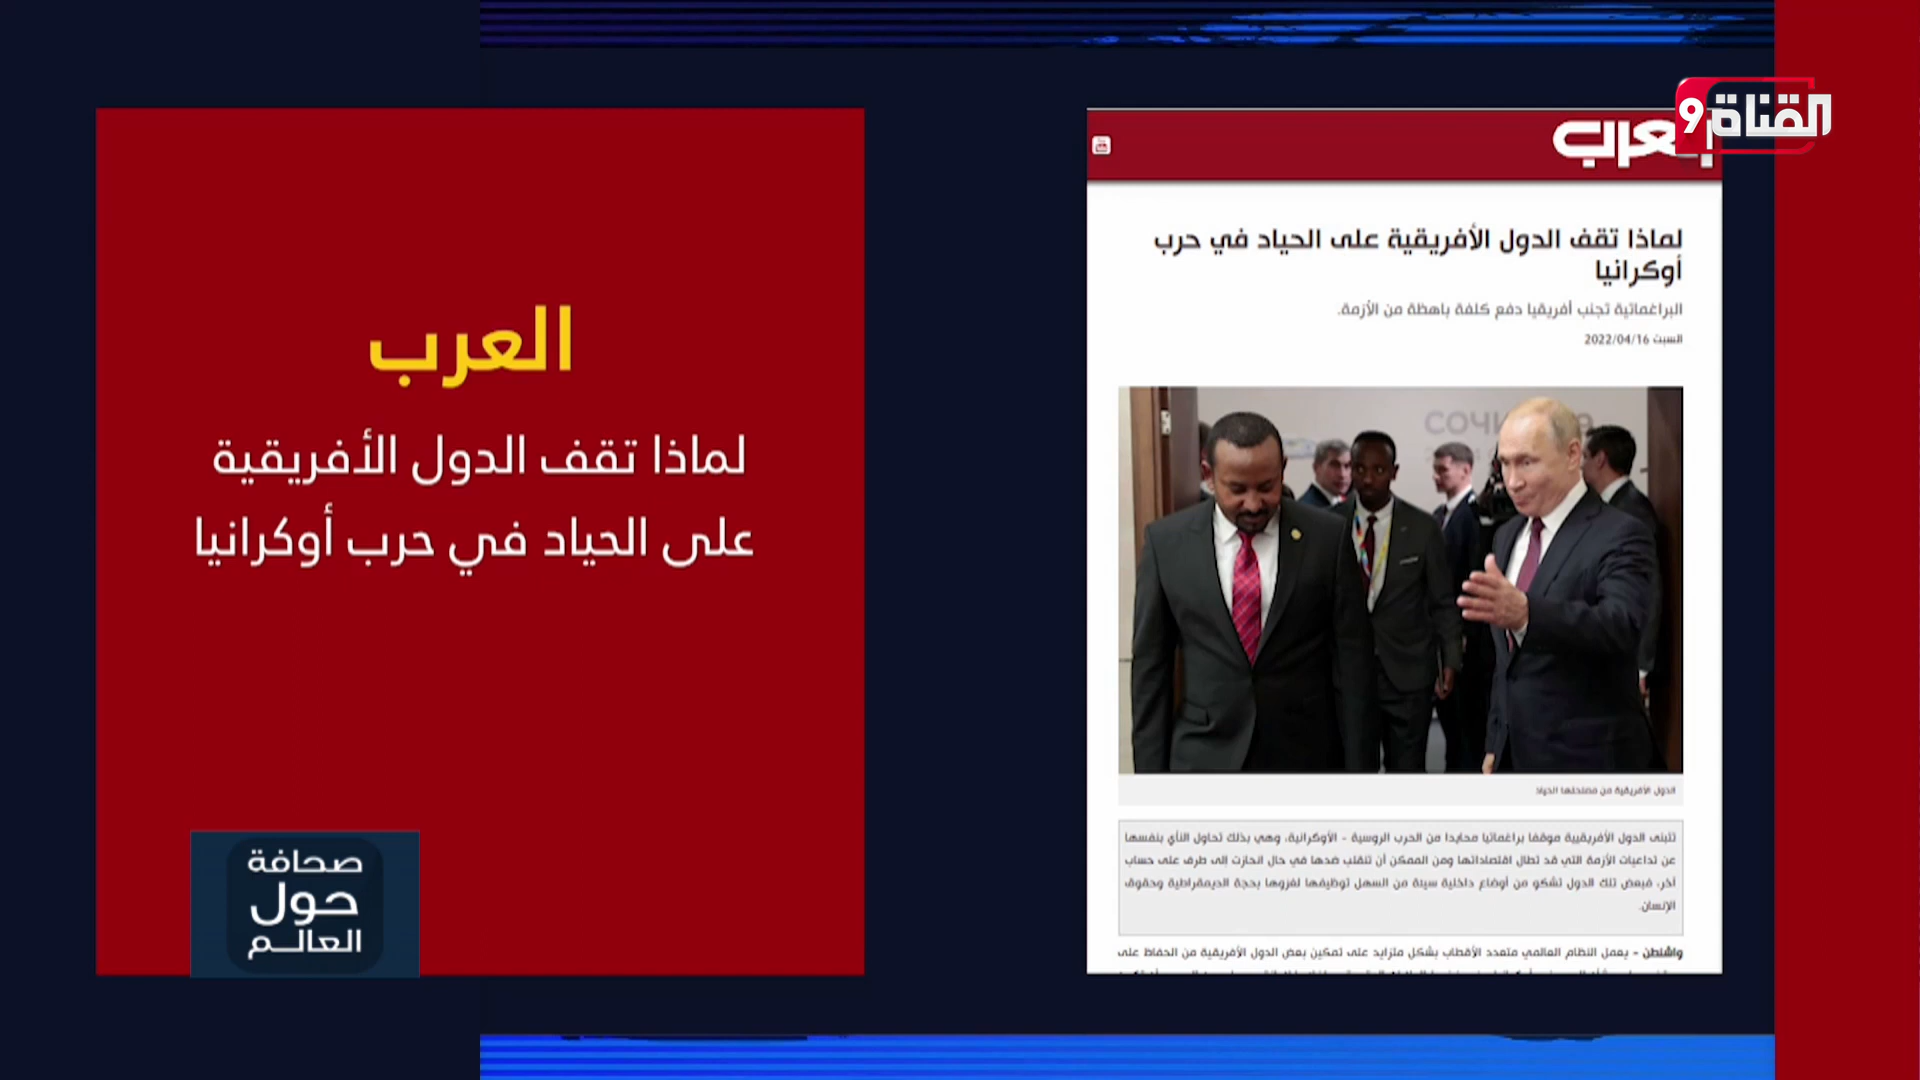 القناة 9
العرب
لماذا تقف الدول الأفريقية
على الحياد في حرب أوكرانيا
صحافة
حول
العالم
العرب
لماذا تقف الدول الأفريقية على الحياد في حرب
أوكرانيا
البراغماتية تجنب أفريقيا دفع كلفة باهظة من الأزمة.
السبت 2022/04/16
СОЧИ
الدول الأفريقية من مصلحتها الحياد
تتبنى الدول الأفريقيية موقفا براغماتيا محايدا من الحرب الروسية - الأوكرانية، وهي بذلك تحاول النأي بنفسها
عن تداعيات الأزمة التي قد تطال اقتصاداتها ومن الممكن أن تنقلب ضدها في حال انحازت إلى طرف على حساب
آخر، فبعض تلك الدول تشكو من أوضاع داخلية سيئة من السهل توظيفها لغزوها بحجة الديمقراطية وحقوق
الإنسان.
واشنطن - يعمل النظام العالمي متعدد الأقطاب بشكل متزايد على تمكين بعض الدول الأفريقية من الحفاظ على